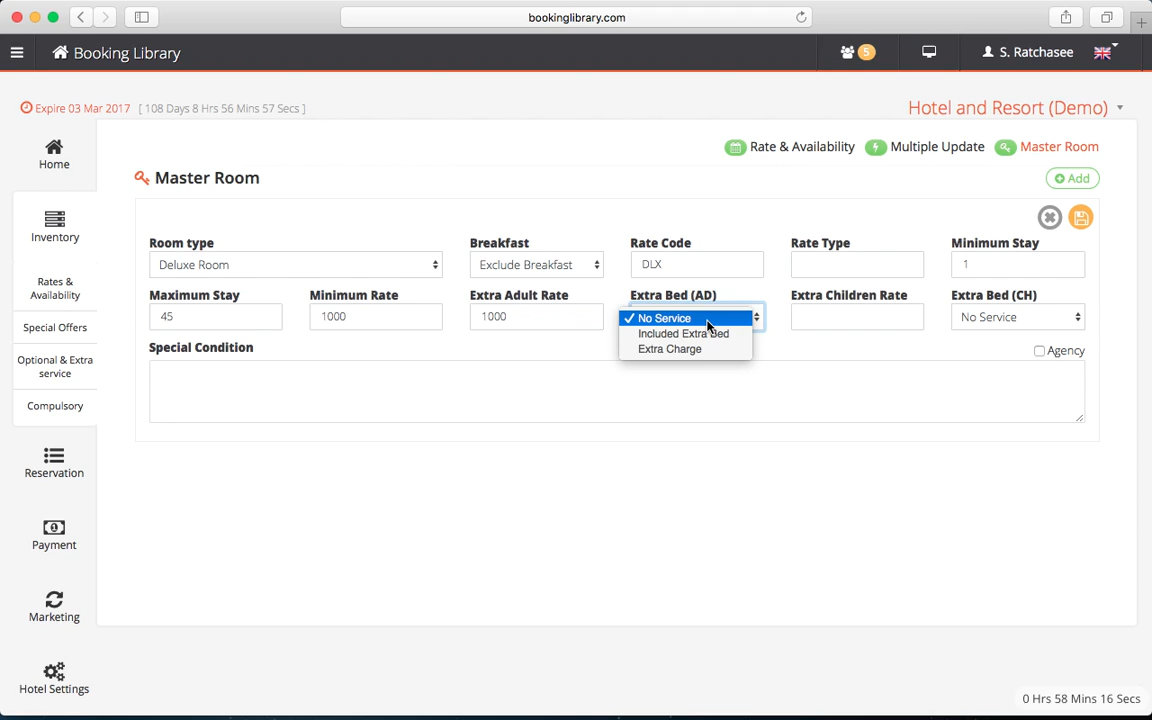 bookinglibrary.com
Booking Library
5
S. Ratchasee
Expire 03 Mar 2017 [ 108 Days 8 Hrs 56 Mins 57 Secs ]
Hotel and Resort (Demo)
Home
Rate & Availability
Multiple Update
Master Room
Master Room
Add
Inventory
Room type
Breakfast
Rate Code
Rate Type
Minimum Stay
Deluxe Room
Exclude Breakfast
DLX
1
Rates &
Availability
Maximum Stay
Minimum Rate
Extra Adult Rate
Extra Bed (AD)
Extra Children Rate
Extra Bed (CH)
45
1000
1000
✓ No Service
Included Extra Bed
Extra Charge
No Service
Special Offers
Special Condition
Agency
Optional & Extra
service
Compulsory
Reservation
Payment
Marketing
Hotel Settings
0 Hrs 58 Mins 16 Secs